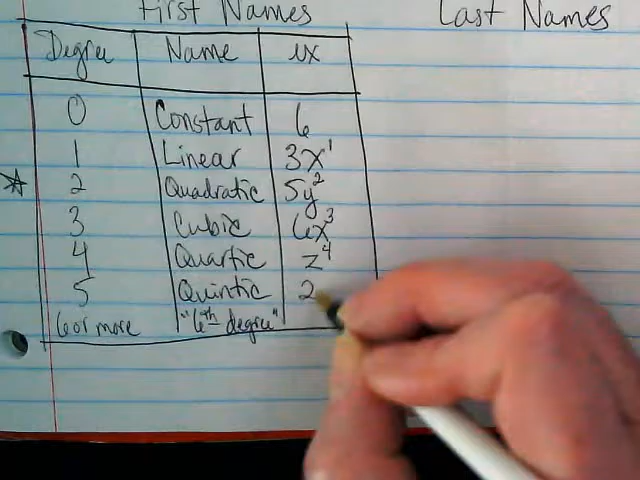 First Names Last Names
Degree Name ex
0 Constant 6
1 Linear 3x¹
2 Quadratic 5y²
3 Cubic 6x³
4 Quartic z⁴
5 Quintic 2
6 or more "6th degree"